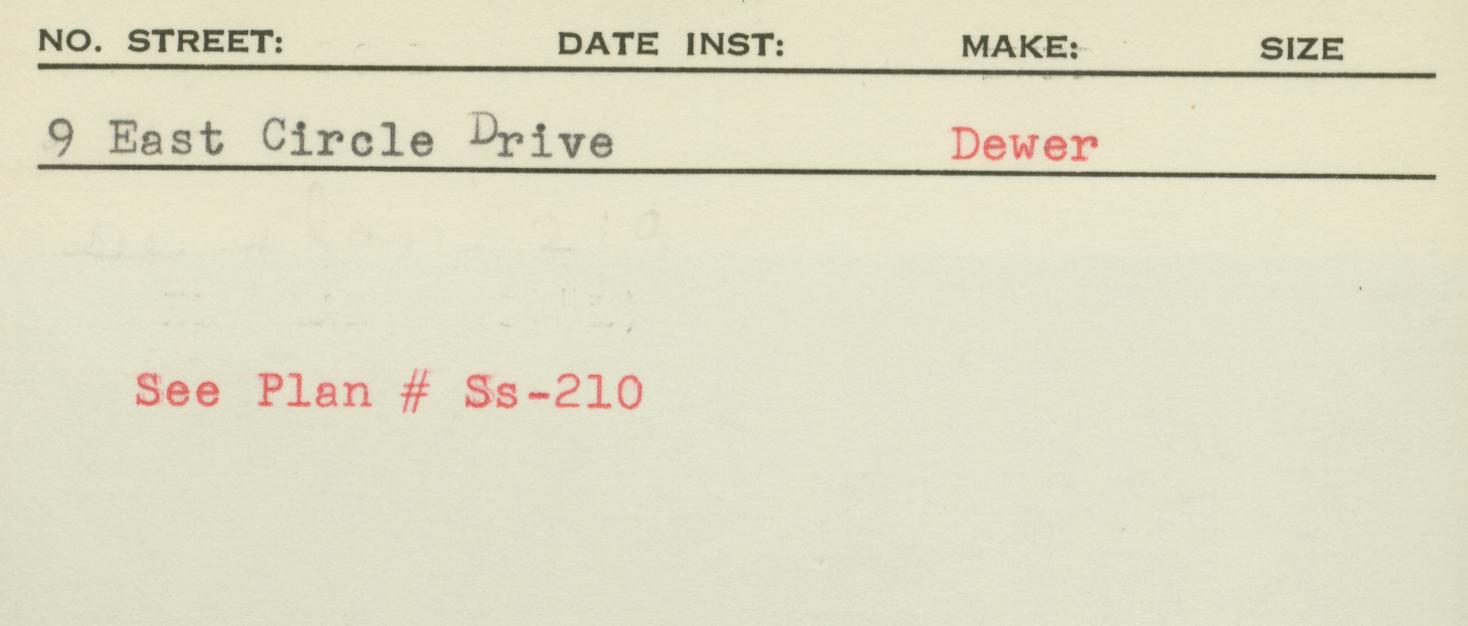 NO. STREET: DATE INST: MAKE: SIZE
9 East Circle Drive Dewer
See Plan # Ss-210